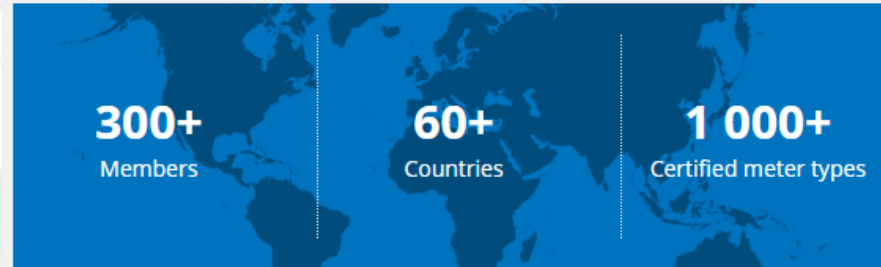 300+
Members
60+
Countries
1 000+
Certified meter types